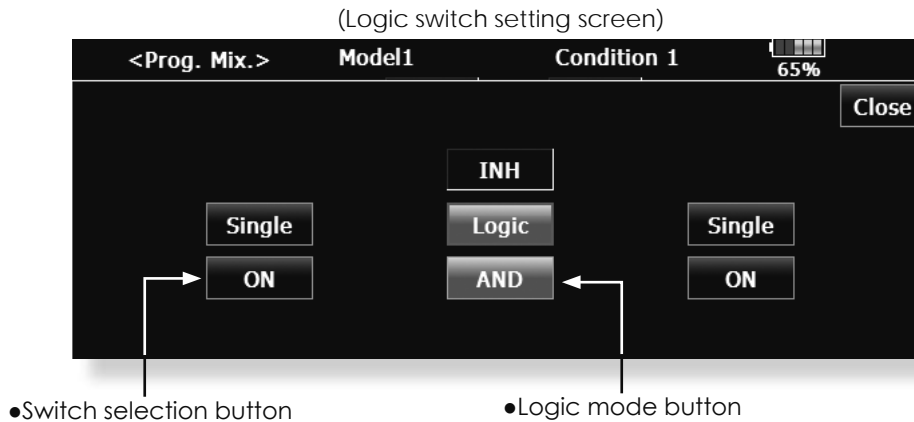 (Logic switch setting screen)
<Prog. Mix.> Model1 Condition 1 65%
Close
INH
Single Logic Single
ON AND ON
●Switch selection button ●Logic mode button